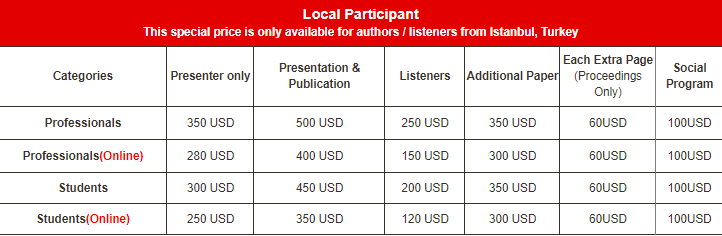 Local Participant
This special price is only available for authors / listeners from Istanbul, Turkey
Categories Presenter only Presentation & Publication Listeners Additional Paper Each Extra Page (Proceedings Only) Social Program
Professionals 350 USD 500 USD 250 USD 350 USD 60USD 100USD
Professionals(Online) 280 USD 400 USD 150 USD 300 USD 60USD 100USD
Students 300 USD 450 USD 200 USD 350 USD 60USD 100USD
Students(Online) 250 USD 350 USD 120 USD 300 USD 60USD 100USD